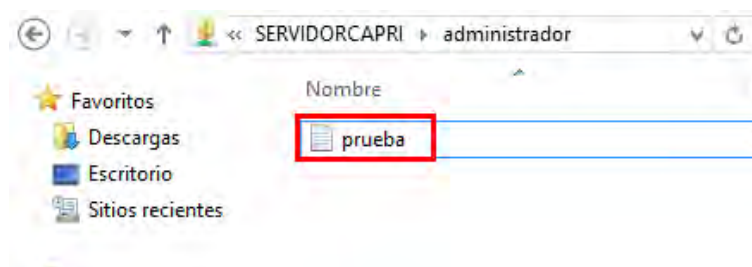 « SERVIDORCAPRI ▸ administrador
Favoritos
Nombre
Descargas
prueba
Escritorio
Sitios recientes